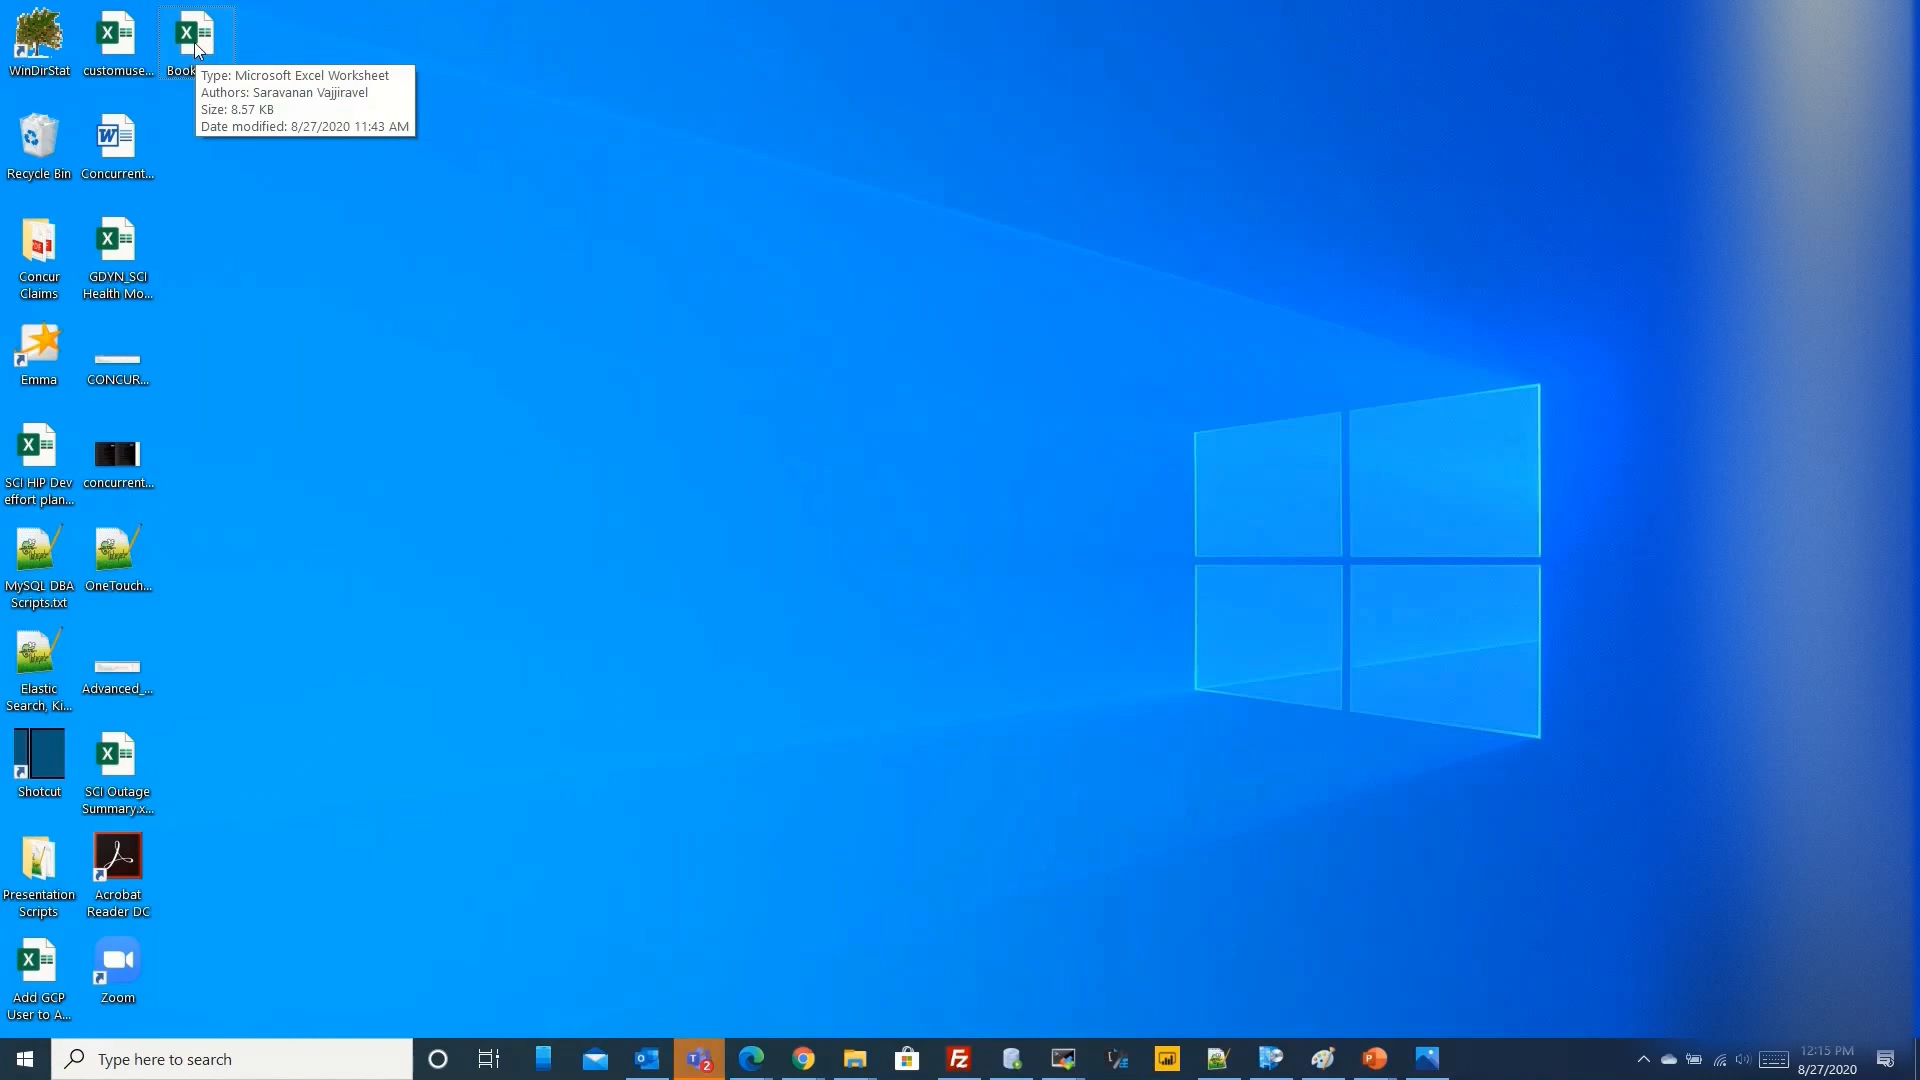 WinDirStat
customuse...
Book
Type: Microsoft Excel Worksheet
Authors: Saravanan Vajjiravel
Size: 8.57 KB
Date modified: 8/27/2020 11:43 AM
Recycle Bin
Concurrent...
Concur
Claims
GDYN_SCI
Health Mo...
Emma
CONCUR...
SCI HIP Dev
effort plan...
concurrent...
MySQL DBA
Scripts.txt
OneTouch...
Elastic
Search, Ki...
Advanced_...
Shotcut
SCI Outage
Summary.x...
Presentation
Scripts
Acrobat
Reader DC
Add GCP
User to A...
Zoom
Type here to search
2
12:15 PM
8/27/2020